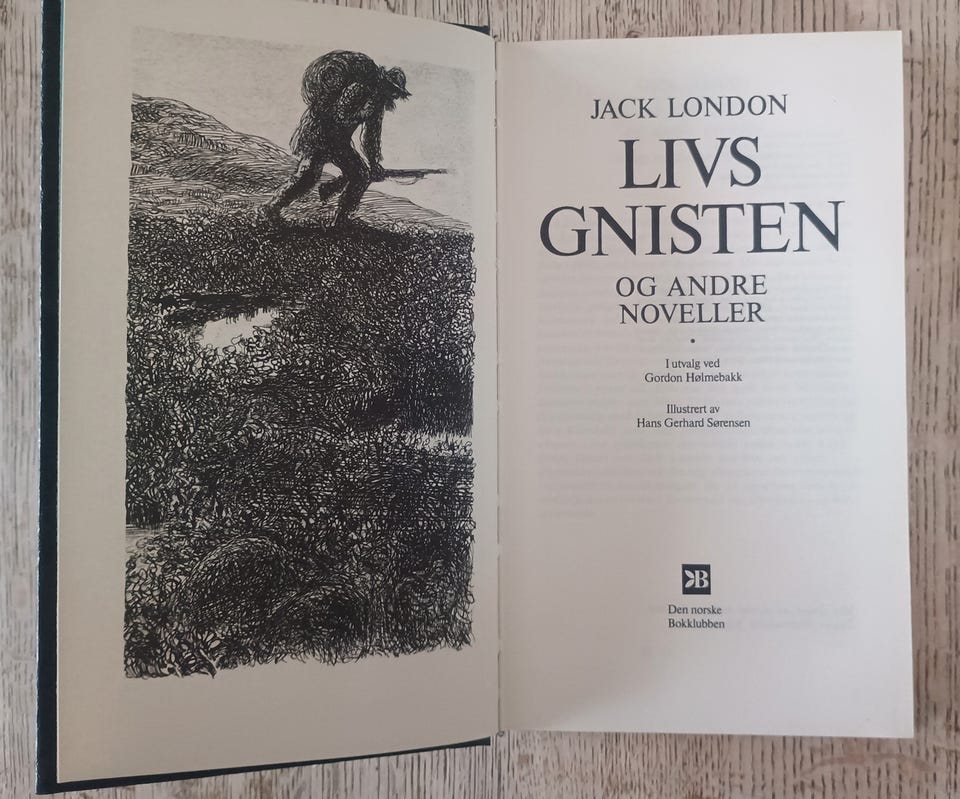 JACK LONDON
LIVS
GNISTEN
OG ANDRE
NOVELLER
•
I utvalg ved
Gordon Hølmebakk
Illustrert av
Hans Gerhard Sørensen
B
Den norske
Bokklubben